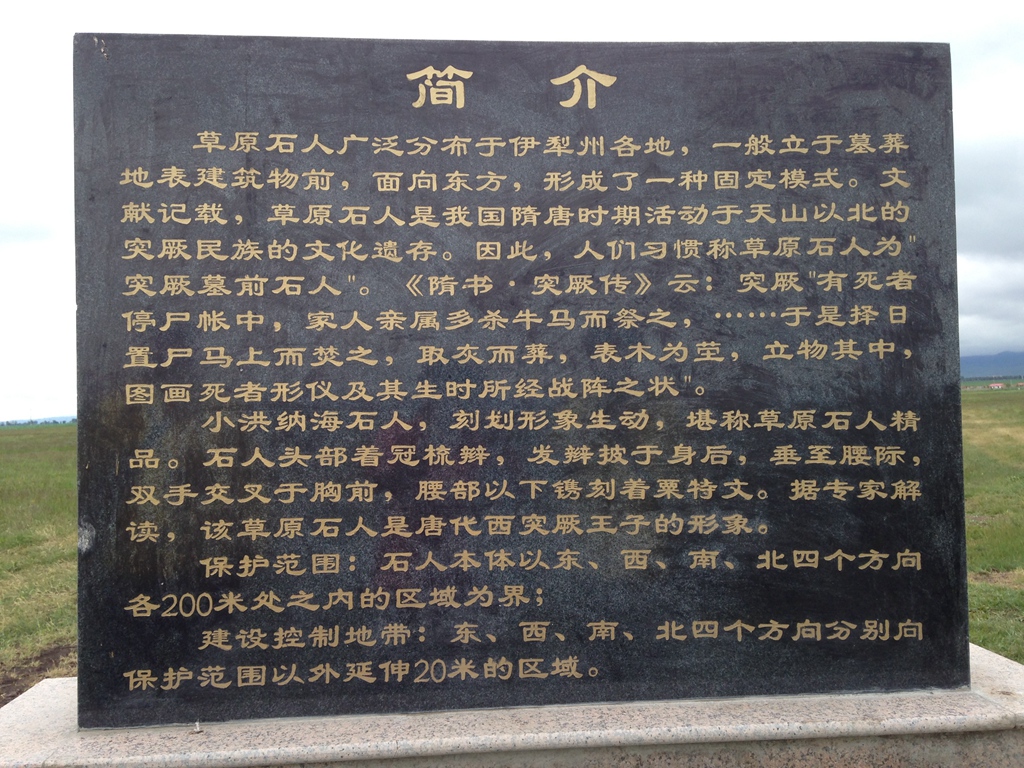 简 介
草原石人广泛分布于伊犁州各地，一般立于墓葬
地表建筑物前，面向东方，形成了一种固定模式。文
献记载，草原石人是我国隋唐时期活动于天山以北的
突厥民族的文化遗存。因此，人们习惯称草原石人为"
突厥墓前石人"。《隋书·突厥传》云：突厥"有死者
停尸帐中，家人亲属多杀牛马而祭之，……于是择日
置尸马上而焚之，取灰而葬，表木为茔，立物其中，
图画死者形仪及其生时所经战阵之状"。
小洪纳海石人，刻划形象生动，堪称草原石人精
品。石人头部着冠梳辫，发辫披于身后，垂至腰际，
双手交叉于胸前，腰部以下镌刻着粟特文。据专家解
读，该草原石人是唐代西突厥王子的形象。
保护范围：石人本体以东、西、南、北四个方向
各200米处之内的区域为界；
建设控制地带：东、西、南、北四个方向分别向
保护范围以外延伸20米的区域。